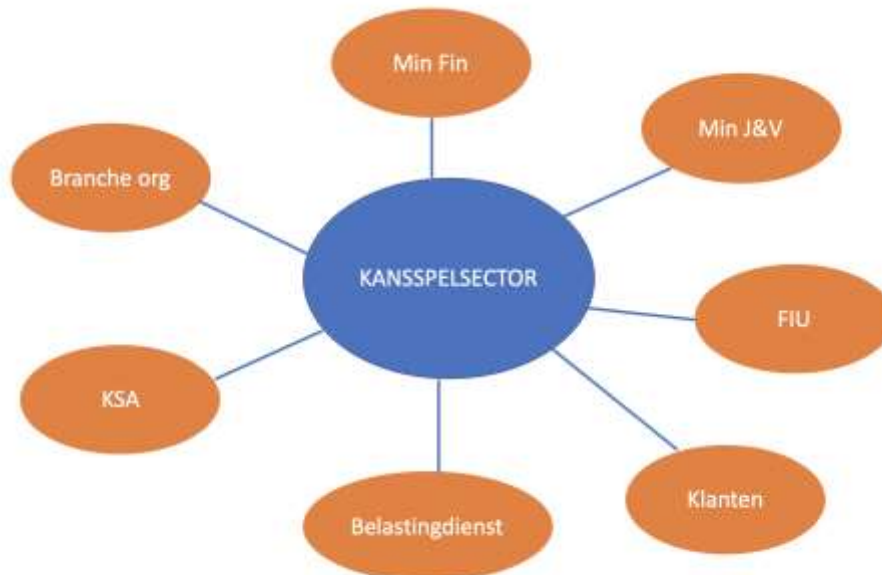 Min Fin
Min J&V
Branche org
KANSSPELSECTOR
FIU
KSA
Klanten
Belastingdienst